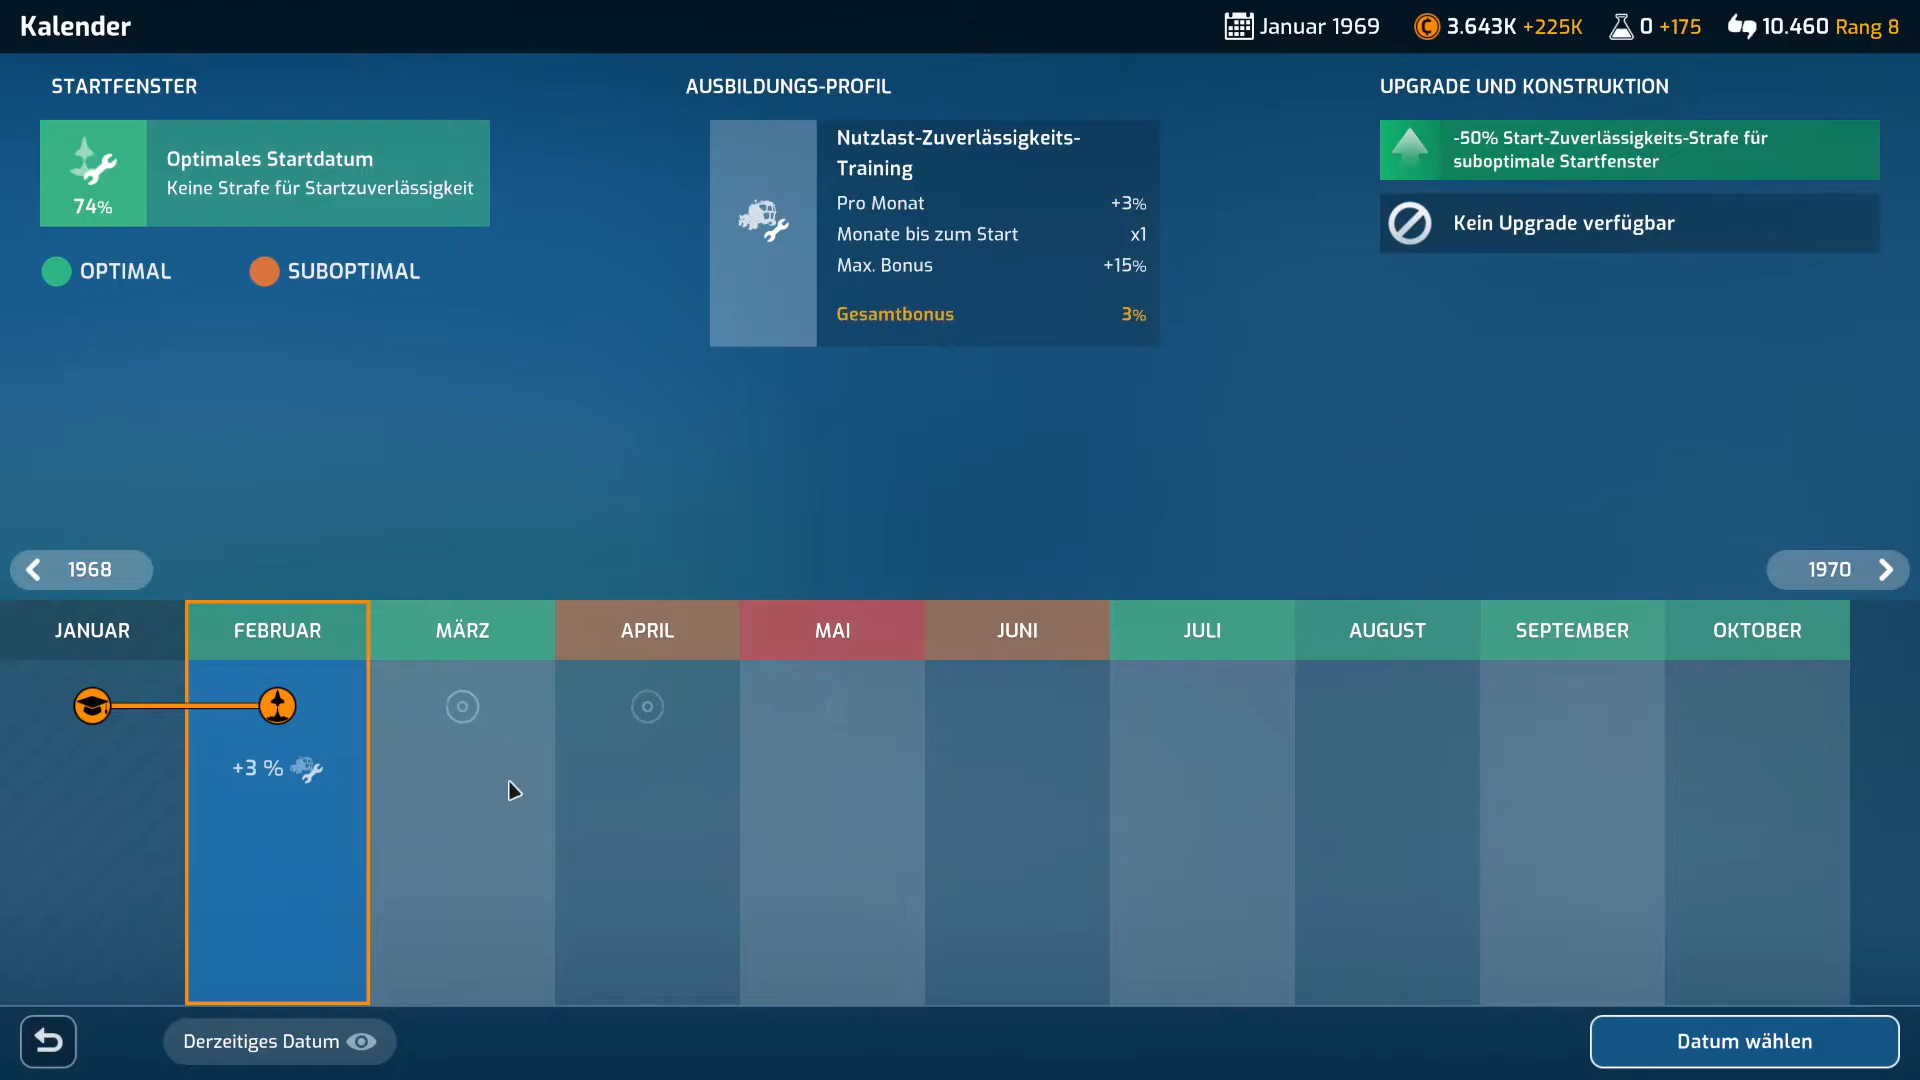 Kalender
Januar 1969
3.643K +225K
0 +175
10.460 Rang 8
STARTFENSTER
74%
Optimales Startdatum
Keine Strafe für Startzuverlässigkeit
OPTIMAL
SUBOPTIMAL
AUSBILDUNGS-PROFIL
Nutzlast-Zuverlässigkeits-
Training
Pro Monat +3%
Monate bis zum Start x1
Max. Bonus +15%
Gesamtbonus 3%
UPGRADE UND KONSTRUKTION
-50% Start-Zuverlässigkeits-Strafe für
suboptimale Startfenster
Kein Upgrade verfügbar
1968
1970
JANUAR
FEBRUAR
MÄRZ
APRIL
MAI
JUNI
JULI
AUGUST
SEPTEMBER
OKTOBER
+3 %
Derzeitiges Datum
Datum wählen